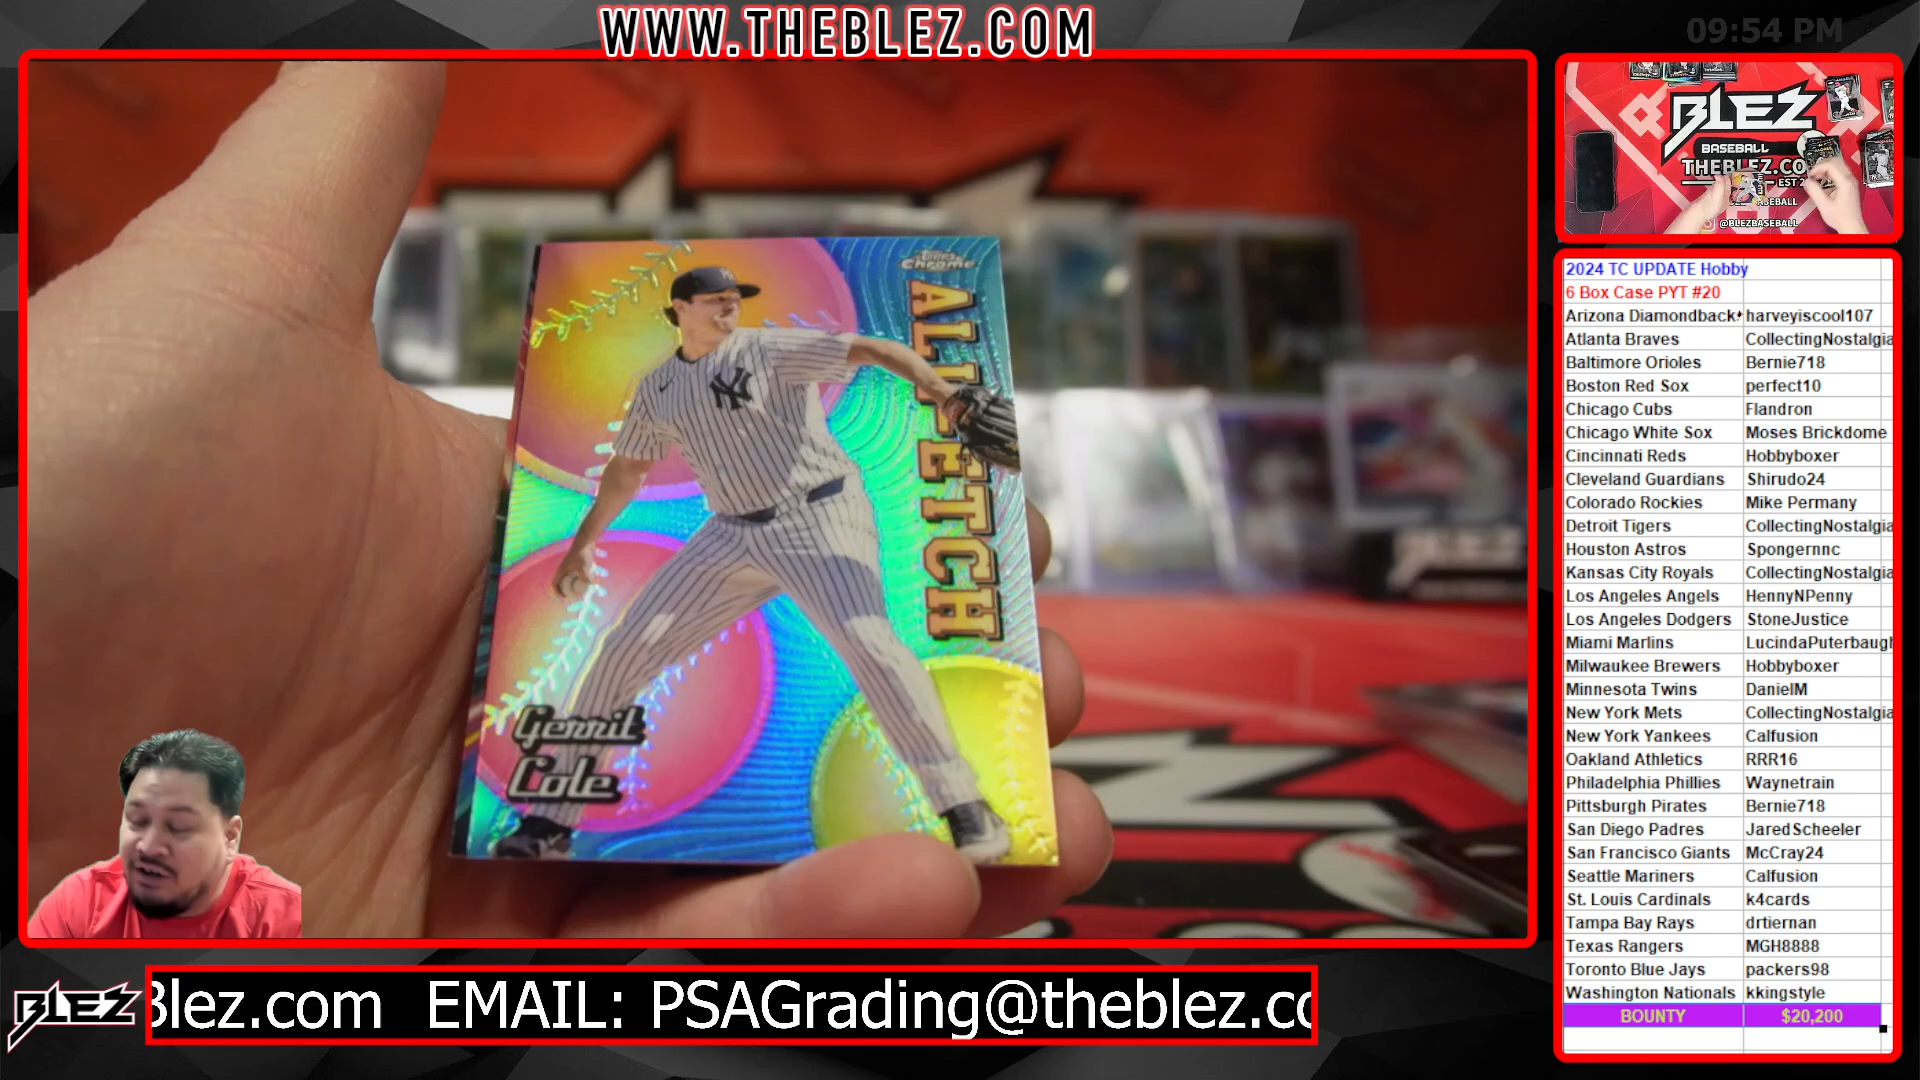 WWW.THEBLEZ.COM
09:54 PM
Topps
Chrome
ALL-ETCH
NY
Gerrit
Cole
BLEZ
BASEBALL
THEBLEZ.CO
EST 2
BASEBALL
@BLEZBASEBALL
2024 TC UPDATE Hobby
6 Box Case PYT #20
Arizona Diamondback harveyiscool107
Atlanta Braves CollectingNostalgia
Baltimore Orioles Bernie718
Boston Red Sox perfect10
Chicago Cubs Flandron
Chicago White Sox Moses Brickdome
Cincinnati Reds Hobbyboxer
Cleveland Guardians Shirudo24
Colorado Rockies Mike Permany
Detroit Tigers CollectingNostalgia
Houston Astros Spongernnc
Kansas City Royals CollectingNostalgia
Los Angeles Angels HennyNPenny
Los Angeles Dodgers StoneJustice
Miami Marlins LucindaPuterbaugh
Milwaukee Brewers Hobbyboxer
Minnesota Twins DanielM
New York Mets CollectingNostalgia
New York Yankees Calfusion
Oakland Athletics RRR16
Philadelphia Phillies Waynetrain
Pittsburgh Pirates Bernie718
San Diego Padres JaredScheeler
San Francisco Giants McCray24
Seattle Mariners Calfusion
St. Louis Cardinals k4cards
Tampa Bay Rays drtiernan
Texas Rangers MGH8888
Toronto Blue Jays packers98
Washington Nationals kkingstyle
BOUNTY $20,200
BLEZ
Blez.com EMAIL: PSAGrading@theblez.co